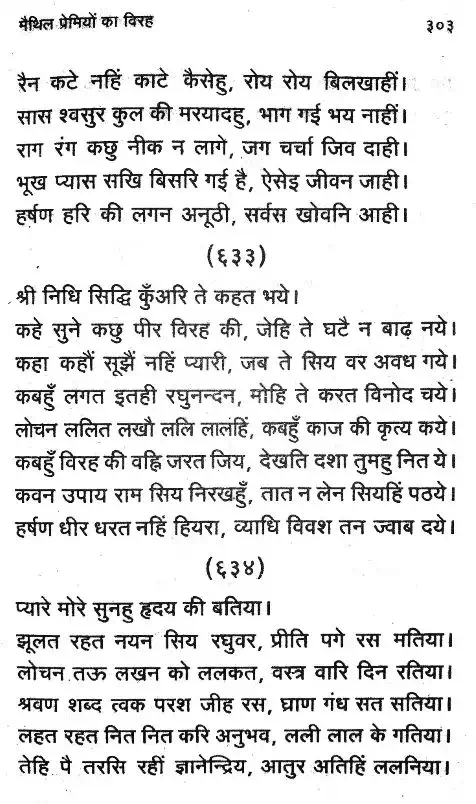 मैथिल प्रेमियों का विरह ३०३
रैन कटे नहिं काटे कैसेहु, रोय रोय बिलखाहीं।
सास श्वसुर कुल की मरयादहु, भाग गई भय नाहीं।
राग रंग कछु नीक न लागे, जग चर्चा जिव दाही।
भूख प्यास सखि बिसरि गई है, ऐसेइ जीवन जाही।
हर्षण हरि की लगन अनूठी, सर्वस खोवनि आही।
(६३३)
श्री निधि सिद्धि कुँअरि ते कहत भये।
कहे सुने कछु पीर विरह की, जेहि ते घटै न बाढ़ नये।
कहा कहौं सूझैं नहिं प्यारी, जब ते सिय वर अवध गये।
कबहुँ लगत इतही रघुनन्दन, मोहि ते करत विनोद चये।
लोचन ललित लखौ ललि लालंहिं, कबहुँ काज की कृत्य कये।
कबहुँ विरह की वह्नि जरत जिय, देखति दशा तुमहु नित ये।
कवन उपाय राम सिय निरखहुँ, तात न लेन सियहिं पठये।
हर्षण धीर धरत नहिं हियरा, व्याधि विवश तन ज्वाब दये।
(६३४)
प्यारे मोरे सुनहु हृदय की बतिया।
झूलत रहत नयन सिय रघुवर, प्रीति पगे रस मतिया।
लोचन तऊ लखन को ललकत, वस्त्र वारि दिन रतिया।
श्रवण शब्द त्वक परश जीह रस, घ्राण गंध सत सतिया।
लहत रहत नित नित करि अनुभव, लली लाल के गतिया।
तेहि पै तरसि रहीं ज्ञानेन्द्रिय, आतुर अतिहिं ललनिया।